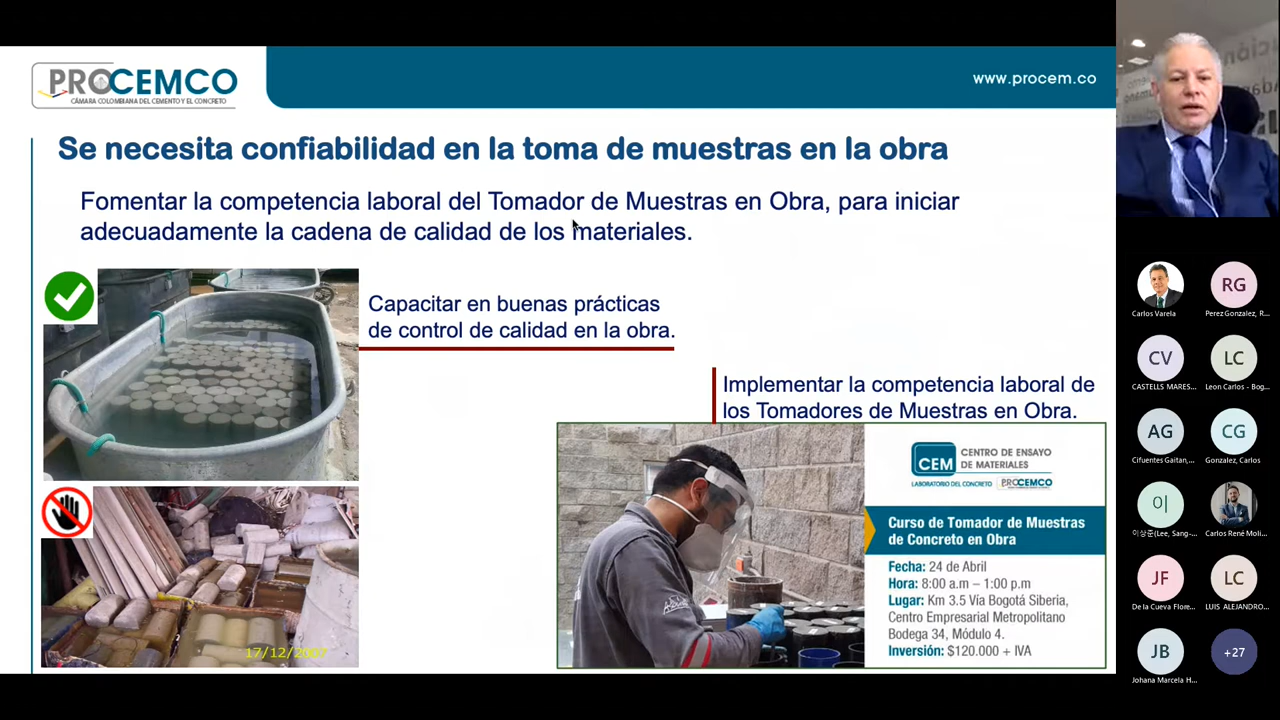 PROCEMCO
CÁMARA COLOMBIANA DEL CEMENTO Y EL CONCRETO
www.procem.co
Se necesita confiabilidad en la toma de muestras en la obra
Fomentar la competencia laboral del Tomador de Muestras en Obra, para iniciar
adecuadamente la cadena de calidad de los materiales.
Capacitar en buenas prácticas
de control de calidad en la obra.
Implementar la competencia laboral de
los Tomadores de Muestras en Obra.
17/12/2007
CEM
CENTRO DE ENSAYO
DE MATERIALES
LABORATORIO DEL CONCRETO
PROCEMCO
Curso de Tomador de Muestras
de Concreto en Obra
Fecha: 24 de Abril
Hora: 8:00 a.m – 1:00 p.m
Lugar: Km 3.5 Vía Bogotá Siberia,
Centro Empresarial Metropolitano
Bodega 34, Módulo 4.
Inversión: $120.000 + IVA
Carlos Varela
RG
Perez Gonzalez, R...
CV
CASTELLS MARES...
LC
Leon Carlos - Bog...
AG
Cifuentes Gaitan,...
CG
Gonzalez, Carlos
이
이상준(Lee, Sang-...
Carlos René Moli...
JF
De la Cueva Flore...
LC
LUIS ALEJANDRO...
JB
Johana Marcela H...
+27